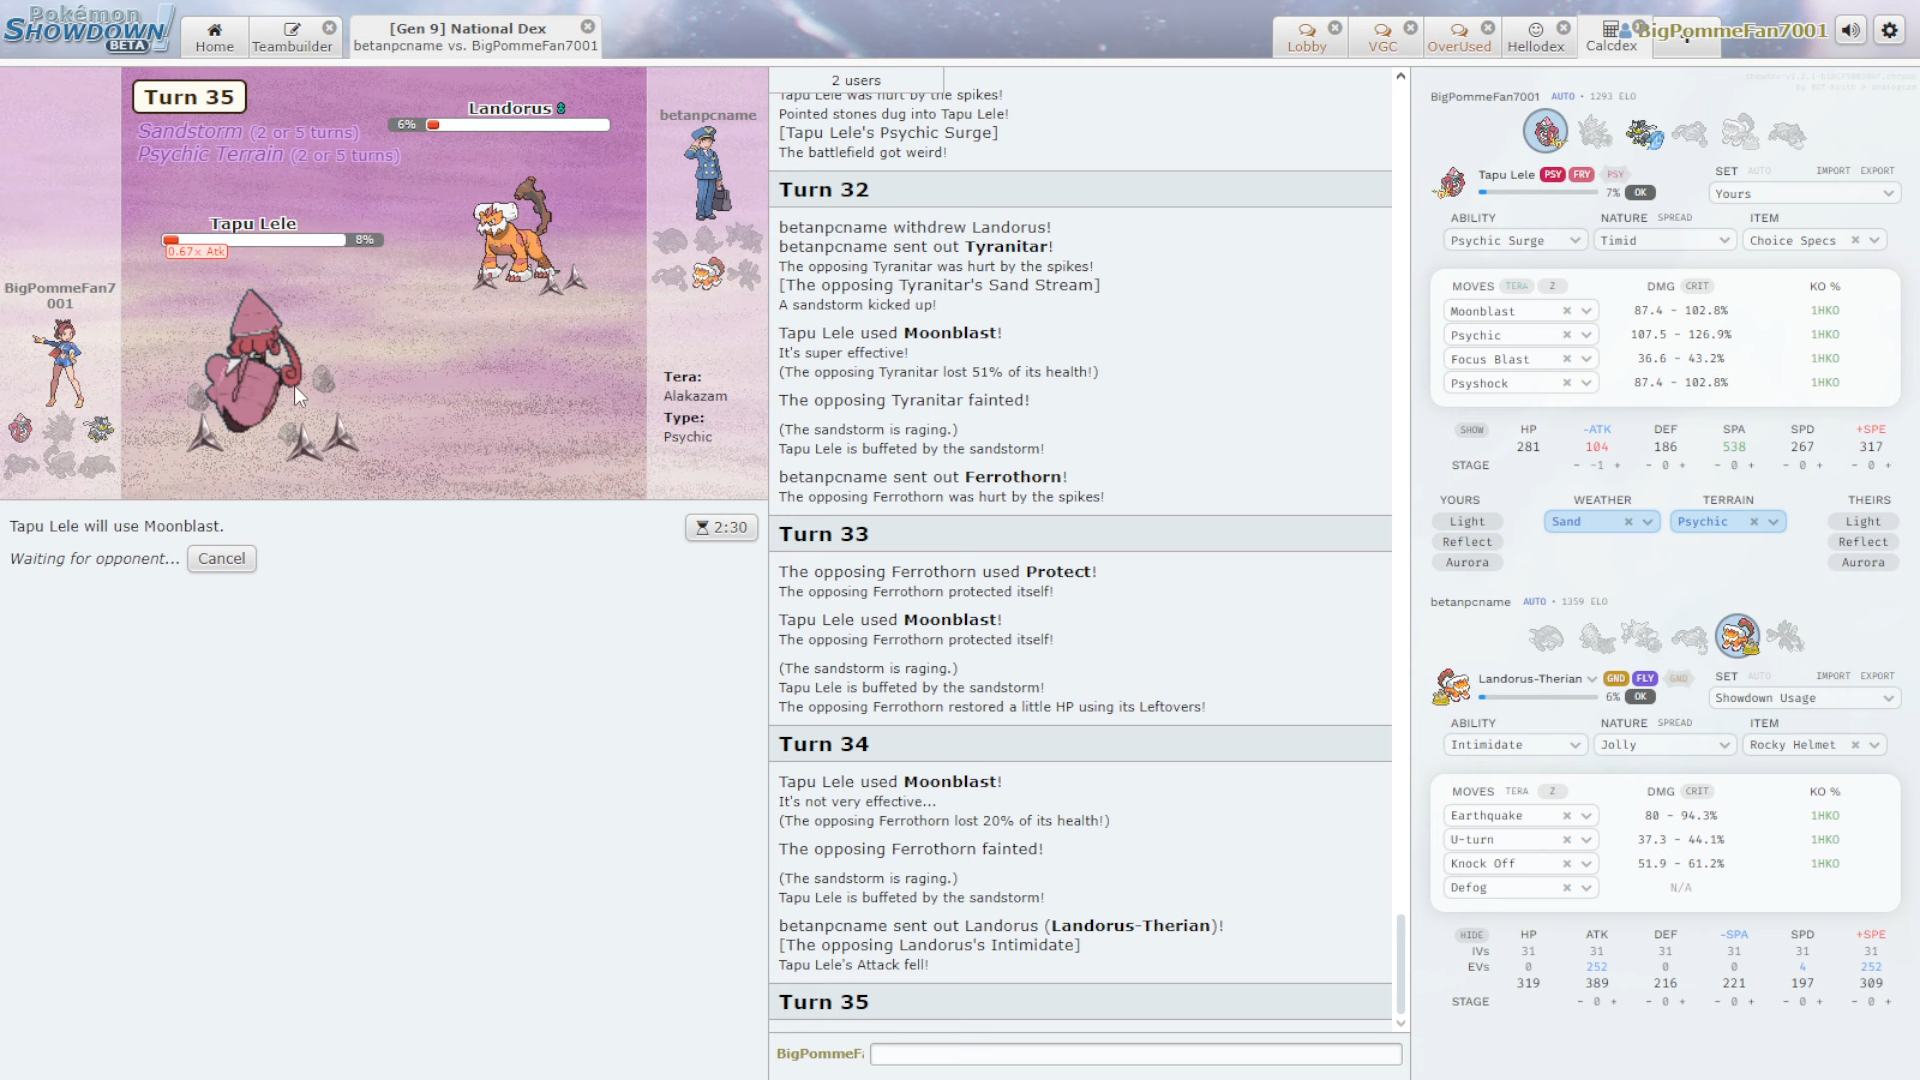 Pokémon
SHOWDOWN!
BETA
Home
Teambuilder
[Gen 9] National Dex
betanpcname vs. BigPommeFan7001
Lobby
VGC
OverUsed
Hellodex
Calcdex
BigPommeFan7001
Turn 35
Sandstorm (2 or 5 turns)
Psychic Terrain (2 or 5 turns)
Landorus
6%
Tapu Lele
8%
0.67× Atk
BigPommeFan7
001
betanpcname
Tera:
Alakazam
Type:
Psychic
Tapu Lele will use Moonblast.
2:30
Waiting for opponent...
Cancel
2 users
Tapu Lele was hurt by the spikes!
Pointed stones dug into Tapu Lele!
[Tapu Lele's Psychic Surge]
The battlefield got weird!
Turn 32
betanpcname withdrew Landorus!
betanpcname sent out Tyranitar!
The opposing Tyranitar was hurt by the spikes!
[The opposing Tyranitar's Sand Stream]
A sandstorm kicked up!
Tapu Lele used Moonblast!
It's super effective!
(The opposing Tyranitar lost 51% of its health!)
The opposing Tyranitar fainted!
(The sandstorm is raging.)
Tapu Lele is buffeted by the sandstorm!
betanpcname sent out Ferrothorn!
The opposing Ferrothorn was hurt by the spikes!
Turn 33
The opposing Ferrothorn used Protect!
The opposing Ferrothorn protected itself!
Tapu Lele used Moonblast!
The opposing Ferrothorn protected itself!
(The sandstorm is raging.)
Tapu Lele is buffeted by the sandstorm!
The opposing Ferrothorn restored a little HP using its Leftovers!
Turn 34
Tapu Lele used Moonblast!
It's not very effective...
(The opposing Ferrothorn lost 20% of its health!)
The opposing Ferrothorn fainted!
(The sandstorm is raging.)
Tapu Lele is buffeted by the sandstorm!
betanpcname sent out Landorus (Landorus-Therian)!
[The opposing Landorus's Intimidate]
Tapu Lele's Attack fell!
Turn 35
BigPommeF
BigPommeFan7001 AUTO • 1293 ELO
Tapu Lele PSY FRY PSY
7% OK
SET AUTO IMPORT EXPORT
Yours
ABILITY NATURE SPREAD ITEM
Psychic Surge Timid Choice Specs
MOVES TERA Z DMG CRIT KO %
Moonblast 87.4 - 102.8% 1HKO
Psychic 107.5 - 126.9% 1HKO
Focus Blast 36.6 - 43.2% 1HKO
Psyshock 87.4 - 102.8% 1HKO
SHOW HP -ATK DEF SPA SPD +SPE
281 104 186 538 267 317
STAGE - -1 + - 0 + - 0 + - 0 + - 0 +
YOURS WEATHER TERRAIN THEIRS
Light Sand Psychic Light
Reflect Reflect
Aurora Aurora
betanpcname AUTO • 1359 ELO
Landorus-Therian GND FLY GND
6% OK
SET AUTO IMPORT EXPORT
Showdown Usage
ABILITY NATURE SPREAD ITEM
Intimidate Jolly Rocky Helmet
MOVES TERA Z DMG CRIT KO %
Earthquake 80 - 94.3% 1HKO
U-turn 37.3 - 44.1% 1HKO
Knock Off 51.9 - 61.2% 1HKO
Defog N/A
HIDE HP ATK DEF -SPA SPD +SPE
IVs 31 31 31 31 31 31
EVs 0 252 0 0 4 252
319 389 216 221 197 309
STAGE - 0 + - 0 + - 0 + - 0 + - 0 +